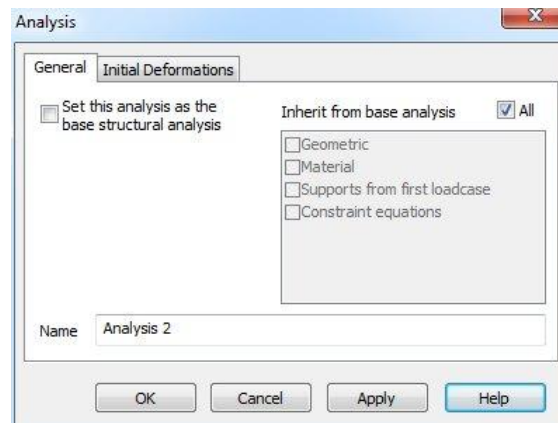 Analysis
General
Initial Deformations
Set this analysis as the
base structural analysis
Inherit from base analysis
All
Geometric
Material
Supports from first loadcase
Constraint equations
Name
Analysis 2
OK
Cancel
Apply
Help